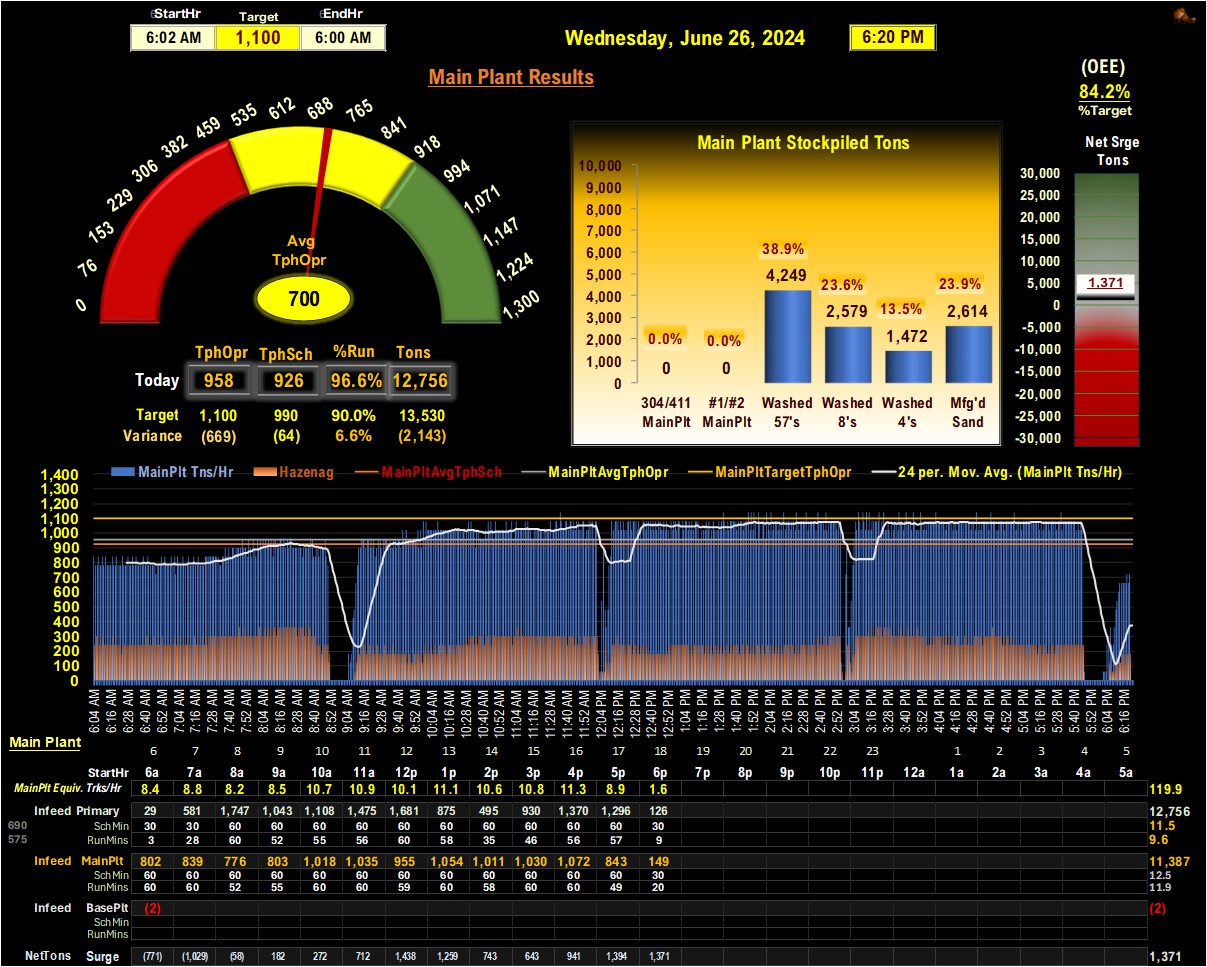 StartHr Target EndHr
6:02 AM 1,100 6:00 AM
Wednesday, June 26, 2024 6:20 PM
Main Plant Results
(OEE)
84.2%
%Target
Net Srge
Tons
0 76 153 229 306 382 459 535 612 688 765 841 918 994 1,071 1,147 1,224 1,300
Avg
TphOpr
700
TphOpr TphSch %Run Tons
Today 958 926 96.6% 12,756
Target 1,100 990 90.0% 13,530
Variance (669) (64) 6.6% (2,143)
Main Plant Stockpiled Tons
10,000
9,000
8,000
7,000
6,000
5,000
4,000
3,000
2,000
1,000
0
0.0% 0.0% 38.9% 23.6% 13.5% 23.9%
0 0 4,249 2,579 1,472 2,614
304/411 #1/#2 Washed Washed Washed Mfg'd
MainPlt MainPlt 57's 8's 4's Sand
30,000
25,000
20,000
15,000
10,000
5,000
0
-5,000
-10,000
-15,000
-20,000
-25,000
-30,000
1,371
MainPlt Tns/Hr Hazenag MainPltAvgTphSch MainPltAvgTphOpr MainPltTargetTphOpr 24 per. Mov. Avg. (MainPlt Tns/Hr)
1,400
1,300
1,200
1,100
1,000
900
800
700
600
500
400
300
200
100
0
6:04 AM 6:16 AM 6:28 AM 6:40 AM 6:52 AM 7:04 AM 7:16 AM 7:28 AM 7:40 AM 7:52 AM 8:04 AM 8:16 AM 8:28 AM 8:40 AM 8:52 AM 9:04 AM 9:16 AM 9:28 AM 9:40 AM 9:52 AM 10:04 AM 10:16 AM 10:28 AM 10:40 AM 10:52 AM 11:04 AM 11:16 AM 11:28 AM 11:40 AM 11:52 AM 12:04 PM 12:16 PM 12:28 PM 12:40 PM 12:52 PM 1:04 PM 1:16 PM 1:28 PM 1:40 PM 1:52 PM 2:04 PM 2:16 PM 2:28 PM 2:40 PM 2:52 PM 3:04 PM 3:16 PM 3:28 PM 3:40 PM 3:52 PM 4:04 PM 4:16 PM 4:28 PM 4:40 PM 4:52 PM 5:04 PM 5:16 PM 5:28 PM 5:40 PM 5:52 PM 6:04 PM 6:16 PM
Main Plant
6 7 8 9 10 11 12 13 14 15 16 17 18 19 20 21 22 23 1 2 3 4 5
StartHr 6a 7a 8a 9a 10a 11a 12p 1p 2p 3p 4p 5p 6p 7p 8p 9p 10p 11p 12a 1a 2a 3a 4a 5a
MainPlt Equiv. Trks/Hr 8.4 8.8 8.2 8.5 10.7 10.9 10.1 11.1 10.6 10.8 11.3 8.9 1.6 119.9
Infeed Primary 29 581 1,747 1,043 1,108 1,475 1,681 875 495 930 1,370 1,296 126 12,756
690 SchMin 30 30 60 60 60 60 60 60 60 60 60 60 9 11.5
575 RunMins 3 28 60 52 55 56 60 58 35 46 56 57 9 9.6
Infeed MainPlt 802 839 776 803 1,018 1,035 955 1,054 1,011 1,030 1,072 843 149 11,387
SchMin 60 60 60 60 60 60 60 60 60 60 60 60 30 12.5
RunMins 60 60 52 55 60 60 59 60 58 60 60 49 20 11.9
Infeed BasePlt (2) (2)
SchMin
RunMins
NetTons Surge (771) (1,029) (58) 182 272 712 1,438 1,259 743 643 941 1,394 1,371 1,371